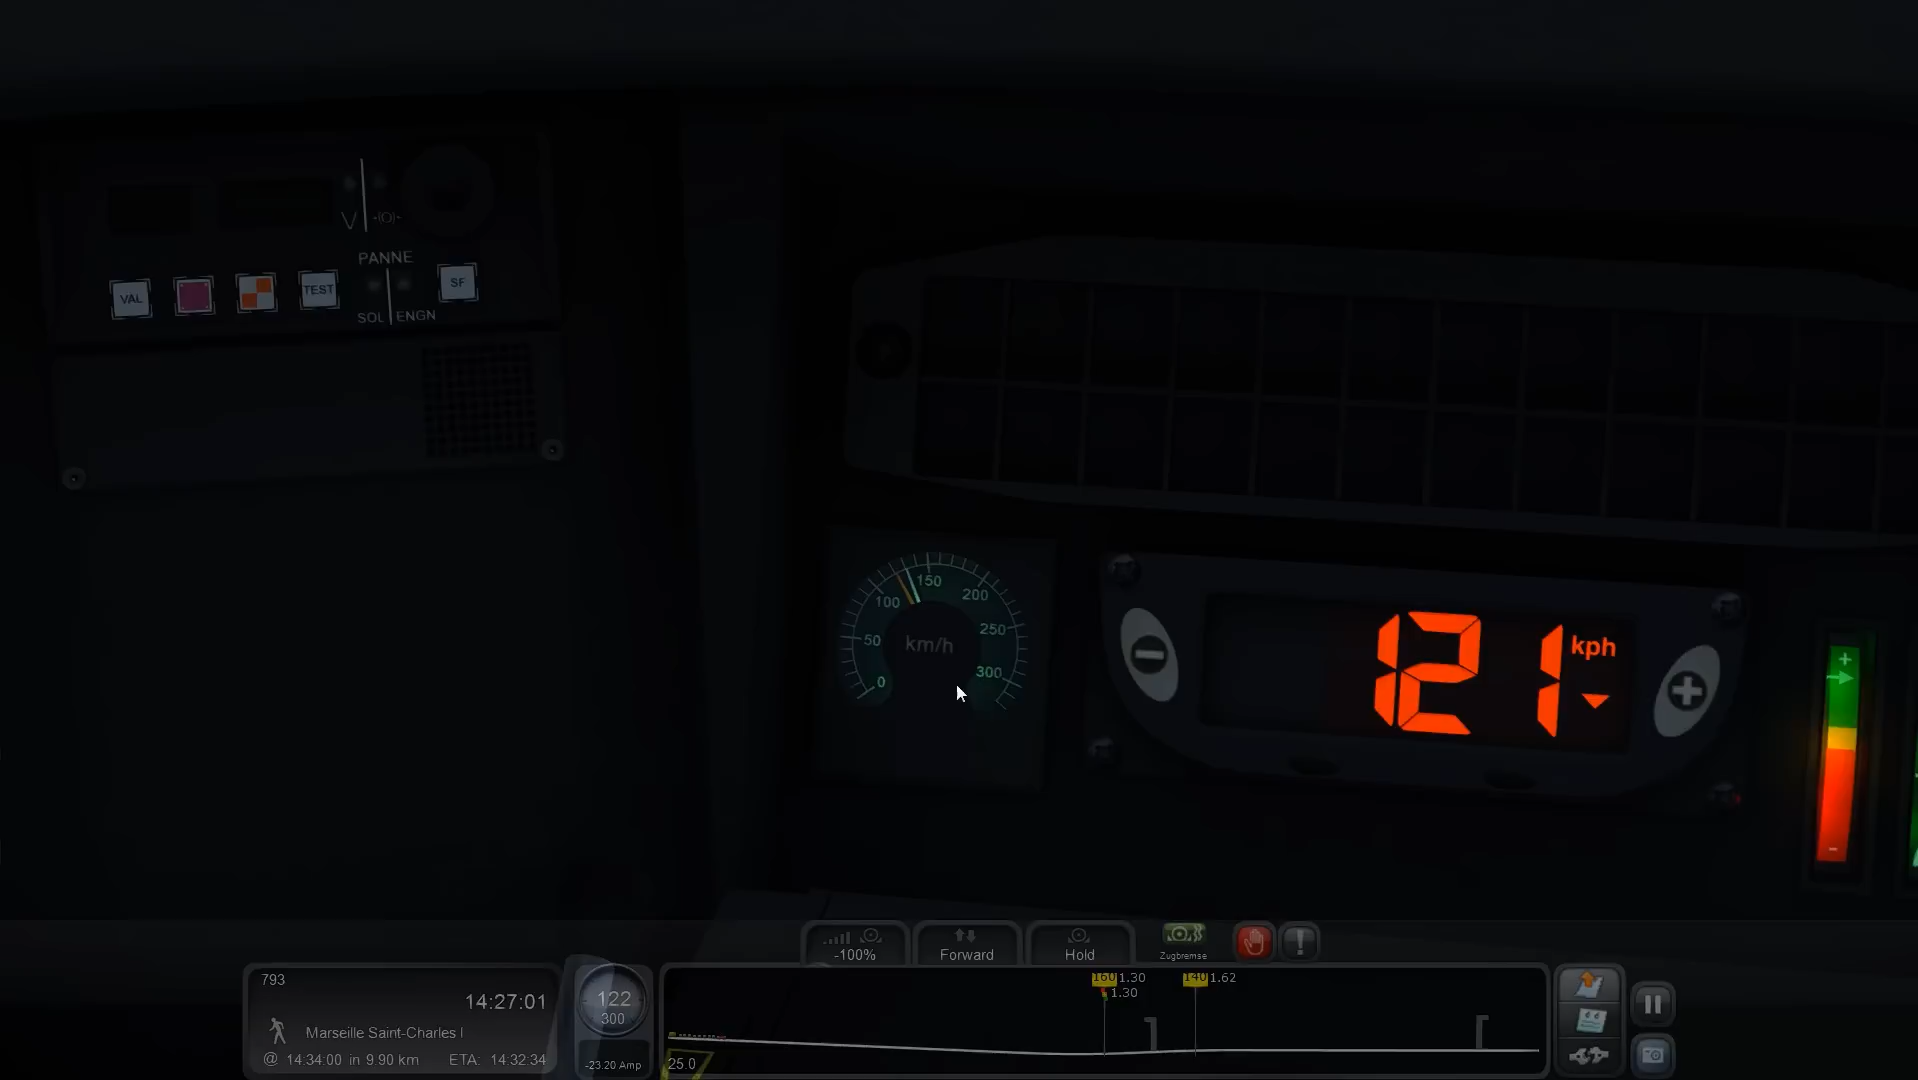 V -(O)-
PANNE
VAL
TEST
SF
SOL ENGN
0
50
100
150
200
250
300
km/h
121 kph
+
-
-100%
Forward
Hold
Zugbremse
!
793
14:27:01
Marseille Saint-Charles I
@ 14:34:00 in 9.90 km ETA: 14:32:34
122
300
-23.20 Amp
160 1.30
1.30
140 1.62
25.0